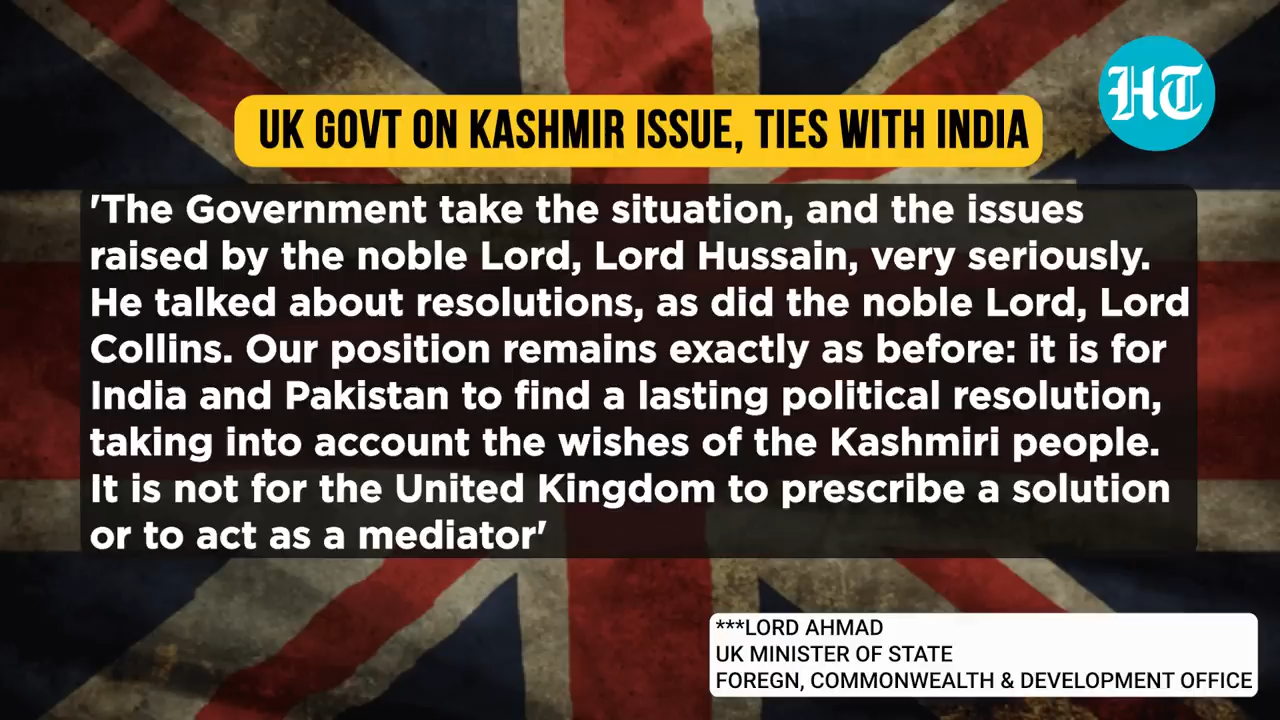 HT
UK GOVT ON KASHMIR ISSUE, TIES WITH INDIA
'The Government take the situation, and the issues
raised by the noble Lord, Lord Hussain, very seriously.
He talked about resolutions, as did the noble Lord, Lord
Collins. Our position remains exactly as before: it is for
India and Pakistan to find a lasting political resolution,
taking into account the wishes of the Kashmiri people.
It is not for the United Kingdom to prescribe a solution
or to act as a mediator'
***LORD AHMAD
UK MINISTER OF STATE
FOREGN, COMMONWEALTH & DEVELOPMENT OFFICE